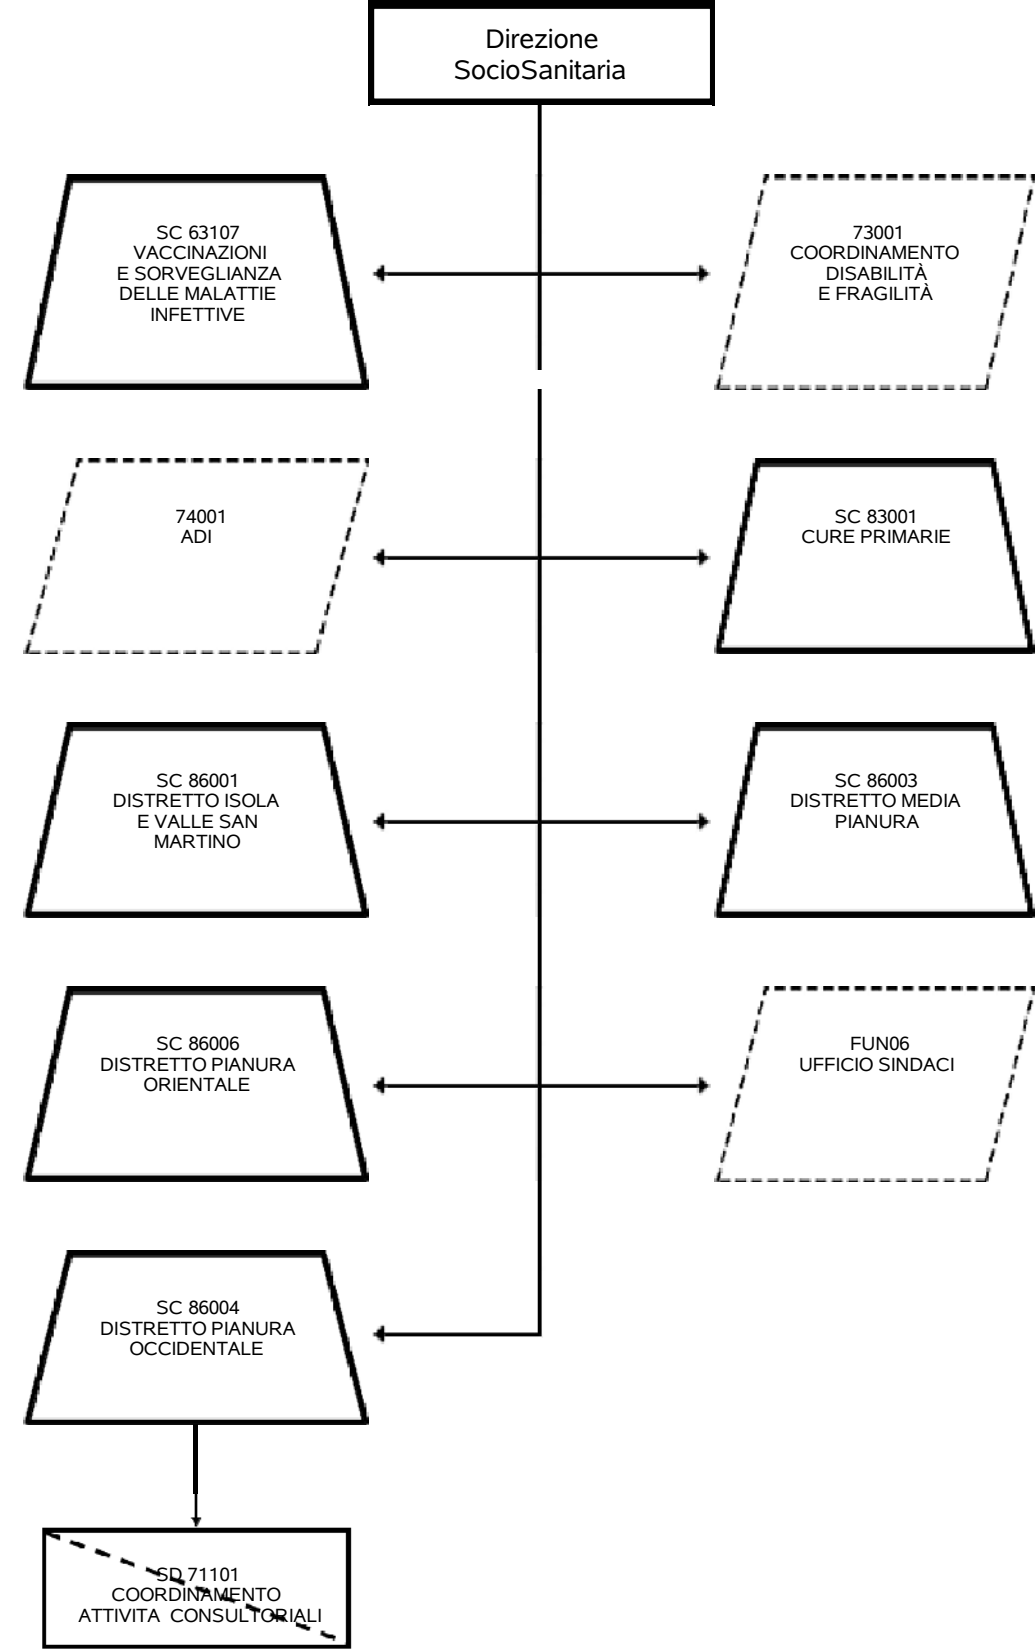 Direzione
SocioSanitaria
SC 63107
VACCINAZIONI
E SORVEGLIANZA
DELLE MALATTIE
INFETTIVE
73001
COORDINAMENTO
DISABILITÀ
E FRAGILITÀ
74001
ADI
SC 83001
CURE PRIMARIE
SC 86001
DISTRETTO ISOLA
E VALLE SAN
MARTINO
SC 86003
DISTRETTO MEDIA
PIANURA
SC 86006
DISTRETTO PIANURA
ORIENTALE
FUN06
UFFICIO SINDACI
SC 86004
DISTRETTO PIANURA
OCCIDENTALE
SD 71101
COORDINAMENTO
ATTIVITA CONSULTORIALI